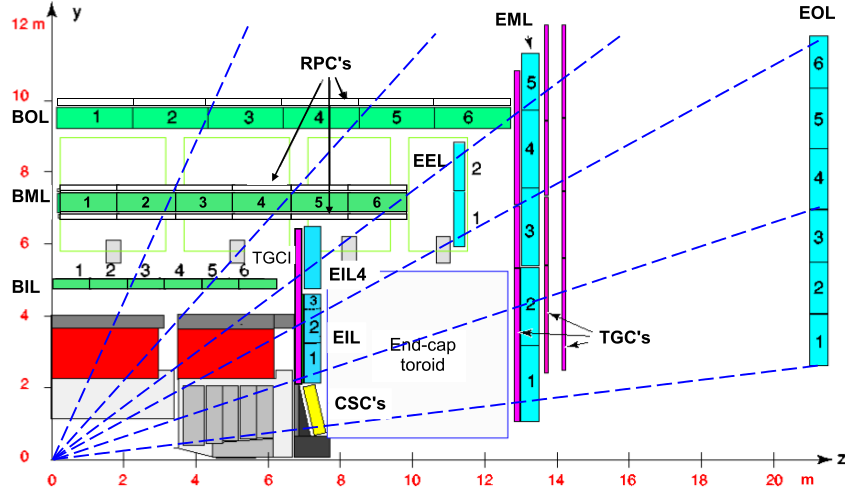 y
12 m
EML
EOL
RPC's
6
5
10
BOL
1 2 3 4 5 6
5
4
EEL
2
8
4
BML
1 2 3 4 5 6
1
3
3
6
TGCI
EIL4
BIL
1 2 3 4 5 6
2
2
4
3
2
EIL
1
End-cap
toroid
TGC's
1
1
2
CSC's
0
z
0 2 4 6 8 10 12 14 16 18 20 m